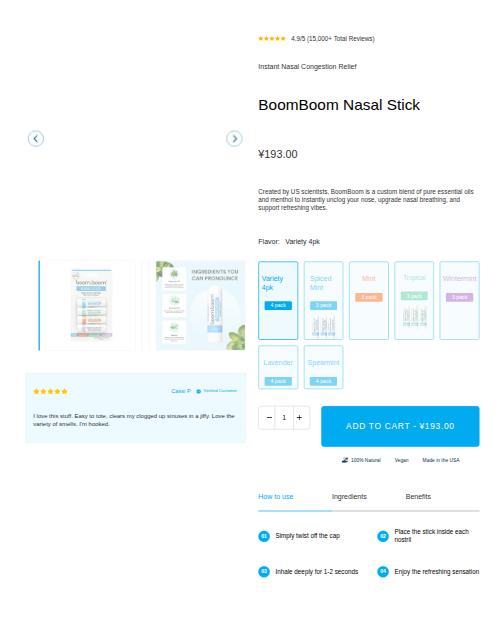 4.9/5 (15,000+ Total Reviews)
Instant Nasal Congestion Relief
BoomBoom Nasal Stick
¥193.00
Created by US scientists, BoomBoom is a custom blend of pure essential oils
and menthol to instantly unclog your nose, upgrade nasal breathing, and
support refreshing vibes.
Flavor: Variety 4pk
Variety
4pk
4 pack
Spiced
Mint
3 pack
Mint
3 pack
Tropical
3 pack
Wintermint
3 pack
Lavender
4 pack
Spearmint
4 pack
boomboom
INGREDIENTS YOU
CAN PRONOUNCE
boomboom
Cassi P
Verified Customer
I love this stuff. Easy to tote, clears my clogged up sinuses in a jiffy. Love the
variety of smells. I'm hooked.
− 1 +
ADD TO CART - ¥193.00
100% Natural
Vegan
Made in the USA
How to use
Ingredients
Benefits
01 Simply twist off the cap
02 Place the stick inside each
nostril
03 Inhale deeply for 1-2 seconds
04 Enjoy the refreshing sensation